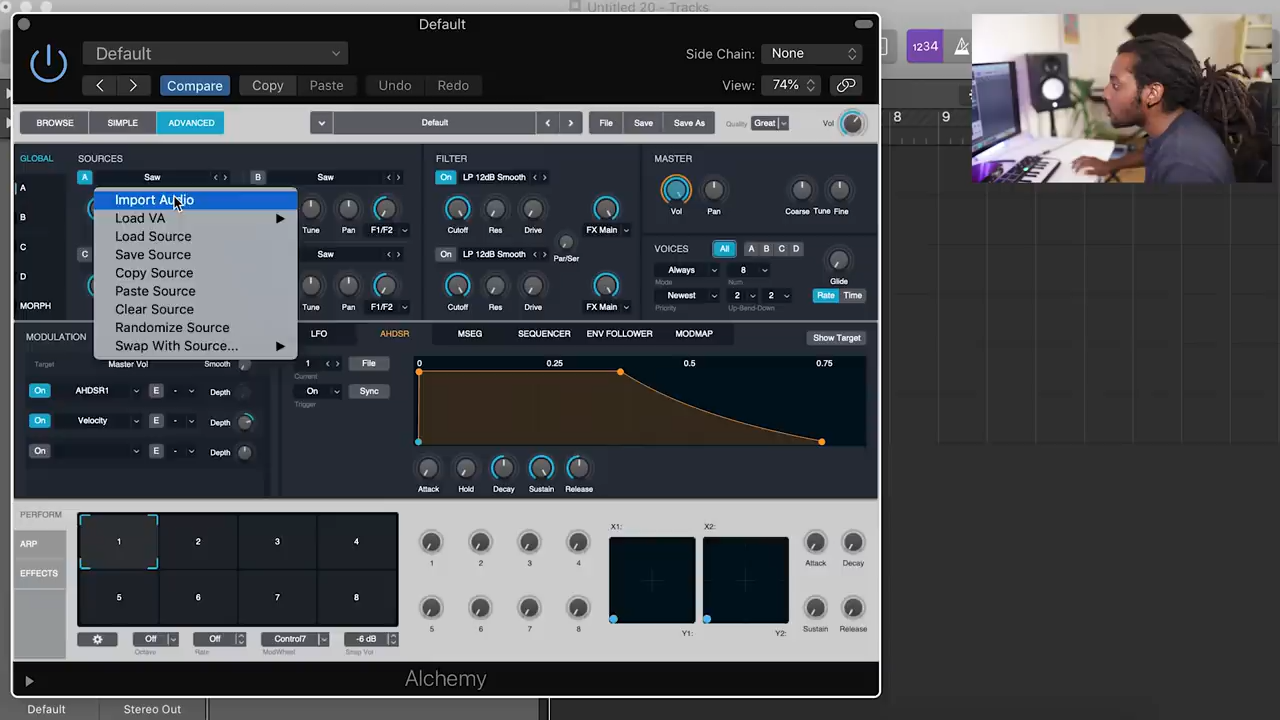 Untitled 20 - Tracks
Default
Default
Side Chain: None
Compare Copy Paste Undo Redo
View: 74%
1234
BROWSE SIMPLE ADVANCED
Default
File Save Save As
Quality Great
Vol
8 9
GLOBAL
A
B
C
D
MORPH
SOURCES
A Saw
B Saw
Tune Pan F1/F2
C Saw
Tune Pan F1/F2
Import Audio
Load VA
Load Source
Save Source
Copy Source
Paste Source
Clear Source
Randomize Source
Swap With Source...
FILTER
On LP 12dB Smooth
Cutoff Res Drive FX Main
On LP 12dB Smooth
Par/Ser
Cutoff Res Drive FX Main
MASTER
Vol Pan Coarse Tune Fine
VOICES All A B C D
Always 8
Mode Num
Newest 2 2
Priority Up-Bend-Down
Glide
Rate Time
MODULATION
LFO AHDSR MSEG SEQUENCER ENV FOLLOWER MODMAP
Show Target
Target Master Vol Smooth
On AHDSR1 E - Depth
On Velocity E - Depth
On E - Depth
1 File
Current
On Sync
Trigger
0 0.25 0.5 0.75
Attack Hold Decay Sustain Release
PERFORM
ARP
EFFECTS
1 2 3 4
5 6 7 8
Off Off Control7 -6 dB
Octave Rate ModWheel Snap Vol
1 2 3 4
5 6 7 8
X1: X2:
Y1: Y2:
Attack Decay
Sustain Release
Alchemy
Default Stereo Out